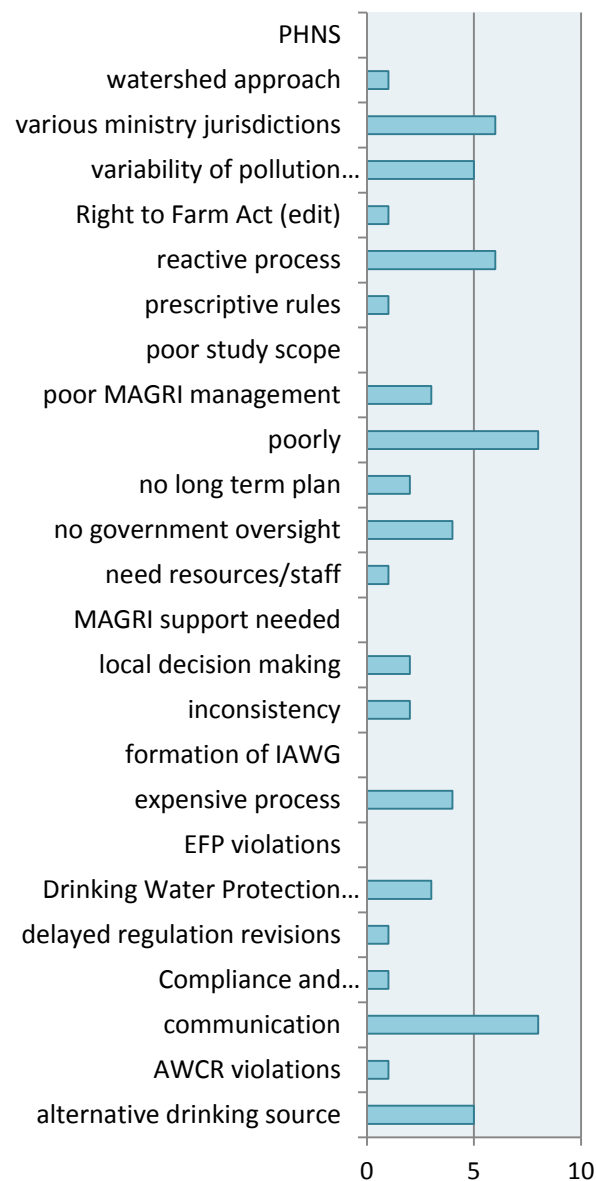 PHNS
watershed approach
various ministry jurisdictions
variability of pollution...
Right to Farm Act (edit)
reactive process
prescriptive rules
poor study scope
poor MAGRI management
poorly
no long term plan
no government oversight
need resources/staff
MAGRI support needed
local decision making
inconsistency
formation of IAWG
expensive process
EFP violations
Drinking Water Protection...
delayed regulation revisions
Compliance and...
communication
AWCR violations
alternative drinking source
0 5 10